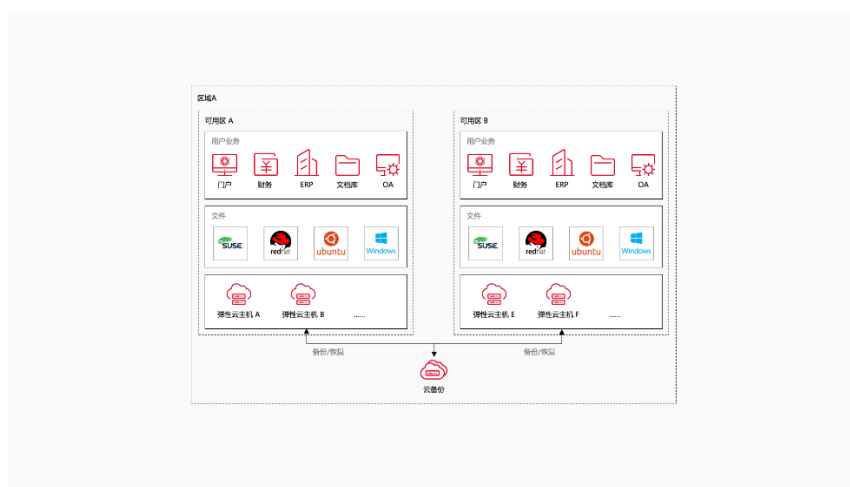 区域A
可用区 A
用户业务
门户
财务
ERP
文档库
OA
文件
SUSE
redhat
ubuntu
Windows
弹性云主机 A
弹性云主机 B
......
可用区 B
用户业务
门户
财务
ERP
文档库
OA
文件
SUSE
redhat
ubuntu
Windows
弹性云主机 E
弹性云主机 F
......
备份/恢复
备份/恢复
云备份